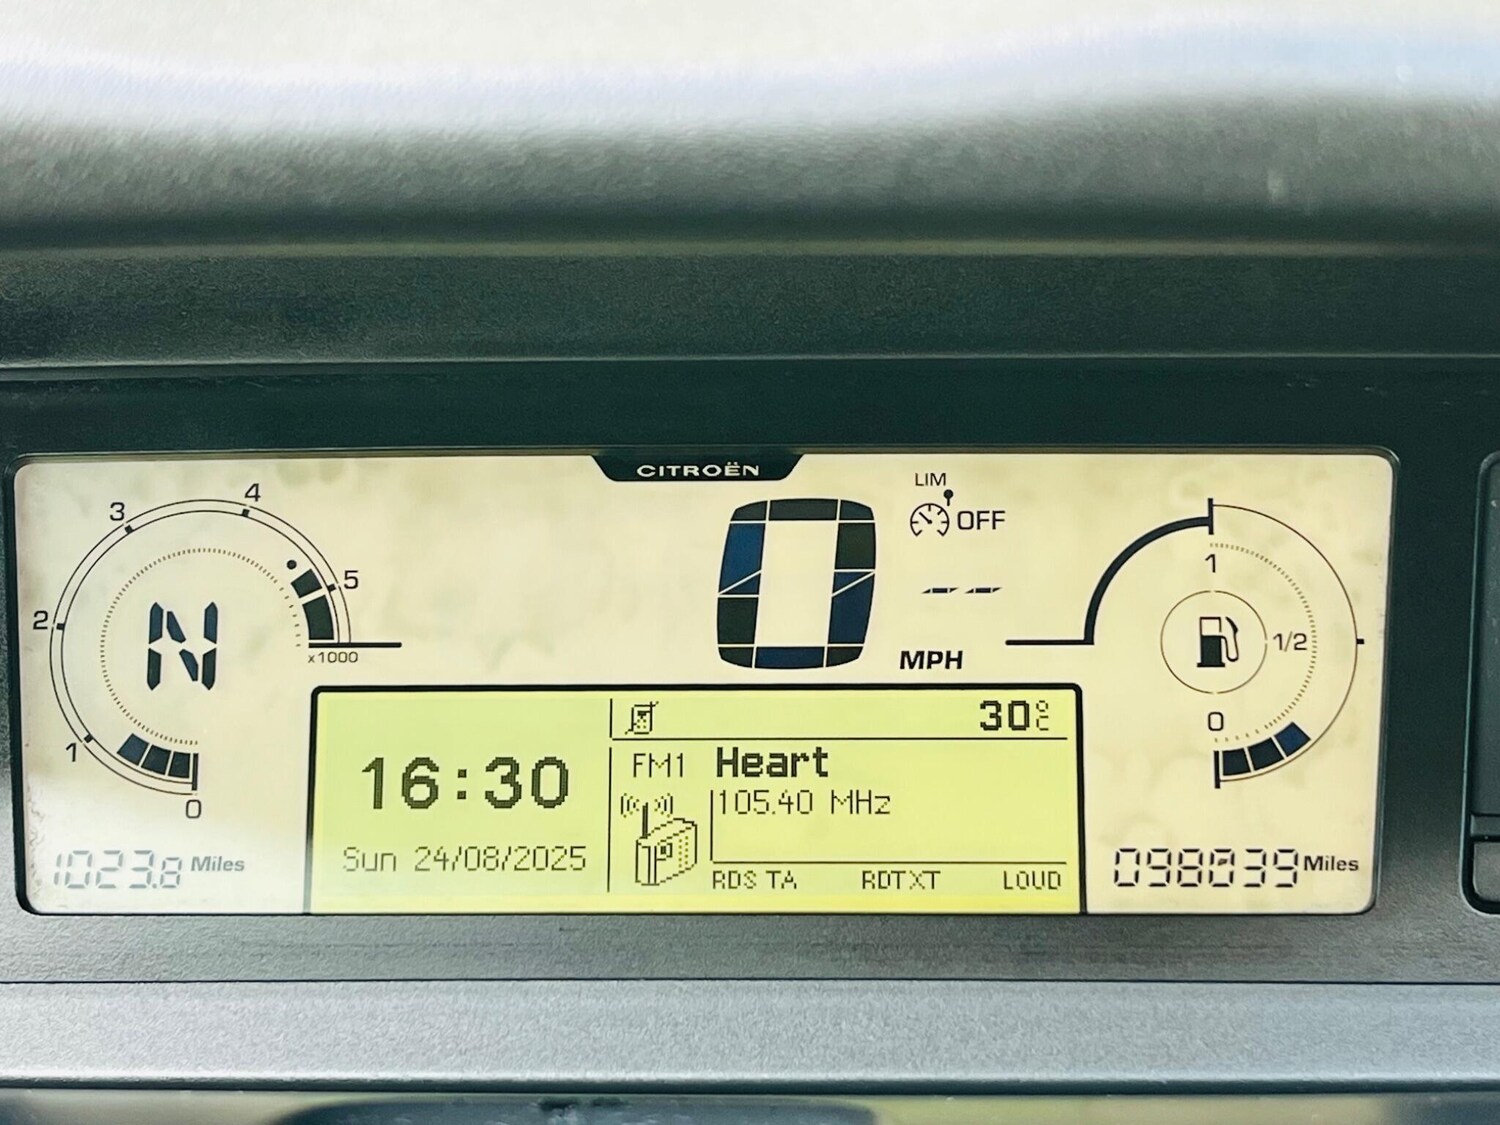 CITROËN
4
3
5
2
1
0
x1000
N
0
MPH
LIM
OFF
-- --
1
1/2
0
30°C
16:30
FM1 Heart
105.40 MHz
Sun 24/08/2025
RDS TA RDTXT LOUD
1023.8 Miles
098039 Miles